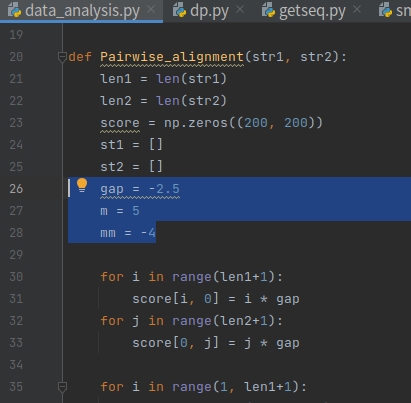 data_analysis.py dp.py getseq.py sm
19
20 def Pairwise_alignment(str1, str2):
21 len1 = len(str1)
22 len2 = len(str2)
23 score = np.zeros((200, 200))
24 st1 = []
25 st2 = []
26 gap = -2.5
27 m = 5
28 mm = -4
29
30 for i in range(len1+1):
31 score[i, 0] = i * gap
32 for j in range(len2+1):
33 score[0, j] = j * gap
34
35 for i in range(1, len1+1):